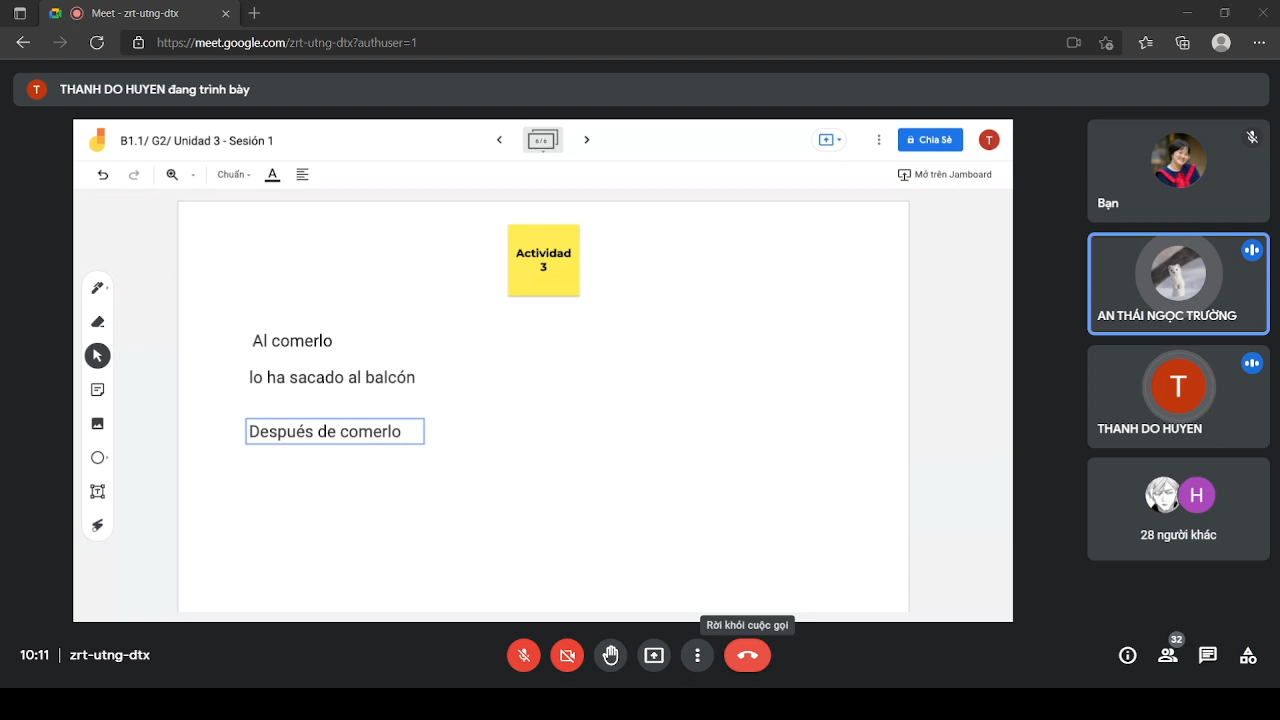 Meet - zrt-utng-dtx
https://meet.google.com/zrt-utng-dtx?authuser=1
T THANH DO HUYEN đang trình bày
B1.1/ G2/ Unidad 3 - Sesión 1
6 / 6
Chia Sẻ
T
Chuẩn
A
Mở trên Jamboard
Actividad
3
Al comerlo
lo ha sacado al balcón
Después de comerlo
Bạn
AN THÁI NGỌC TRƯỜNG
T
THANH DO HUYEN
H
28 người khác
Rời khỏi cuộc gọi
10:11 | zrt-utng-dtx
32